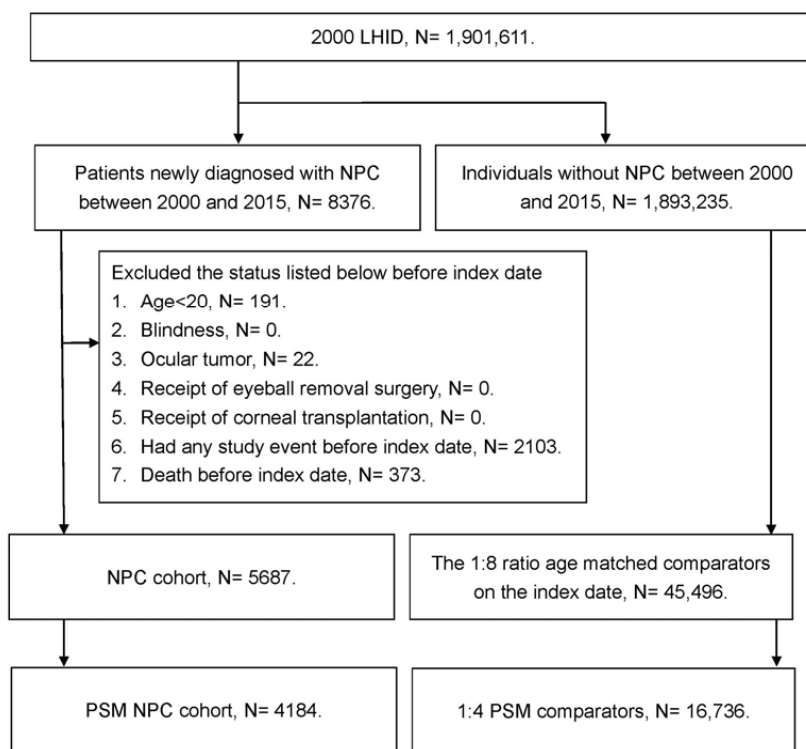 2000 LHID, N= 1,901,611.
Patients newly diagnosed with NPC
between 2000 and 2015, N= 8376.
Individuals without NPC between 2000
and 2015, N= 1,893,235.
Excluded the status listed below before index date
1. Age<20, N= 191.
2. Blindness, N= 0.
3. Ocular tumor, N= 22.
4. Receipt of eyeball removal surgery, N= 0.
5. Receipt of corneal transplantation, N= 0.
6. Had any study event before index date, N= 2103.
7. Death before index date, N= 373.
NPC cohort, N= 5687.
The 1:8 ratio age matched comparators
on the index date, N= 45,496.
PSM NPC cohort, N= 4184.
1:4 PSM comparators, N= 16,736.